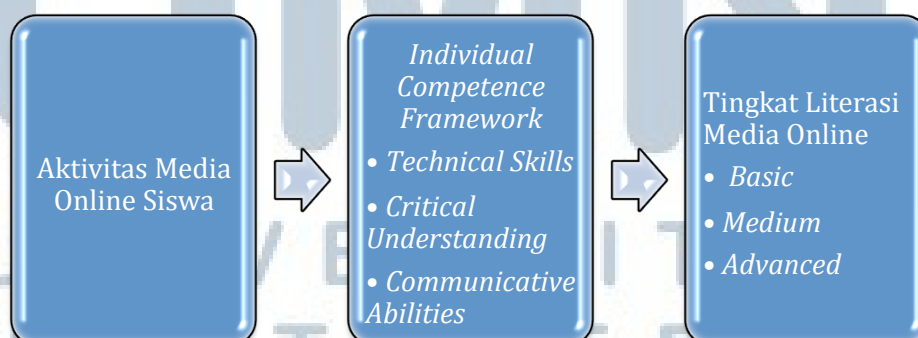 Aktivitas Media
Online Siswa
Individual
Competence
Framework
• Technical Skills
• Critical
Understanding
• Communicative
Abilities
Tingkat Literasi
Media Online
• Basic
• Medium
• Advanced